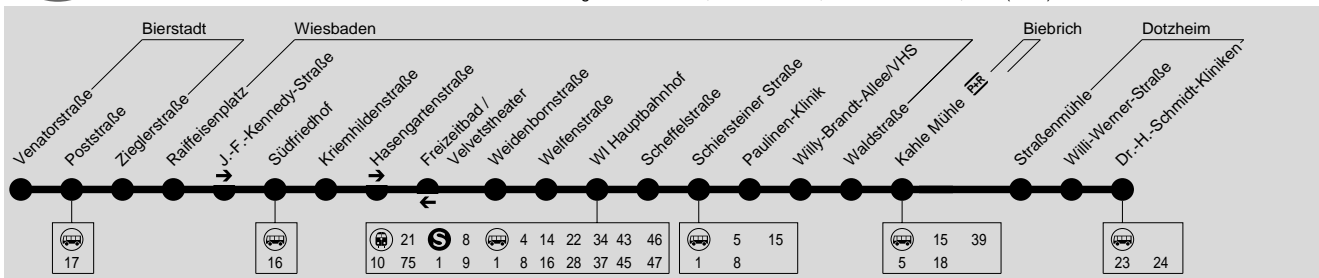 Bierstadt
Wiesbaden
Biebrich
Dotzheim
Venatorstraße
Poststraße
Zieglerstraße
Raiffeisenplatz
J.-F.-Kennedy-Straße
Südfriedhof
Kriemhildenstraße
Hasengartenstraße
Freizeitbad /
Velvetstheater
Weidenbornstraße
Welfenstraße
WI Hauptbahnhof
Scheffelstraße
Schiersteiner Straße
Paulinen-Klinik
Willy-Brandt-Allee/VHS
Waldstraße
Kahle Mühle P+R
Straßenmühle
Willi-Werner-Straße
Dr.-H.-Schmidt-Kliniken
17
16
21 S 8 4 14 22 34 43 46
10 75 1 9 1 8 16 28 37 45 47
5 15
1 8
15 39
5 18
23 24